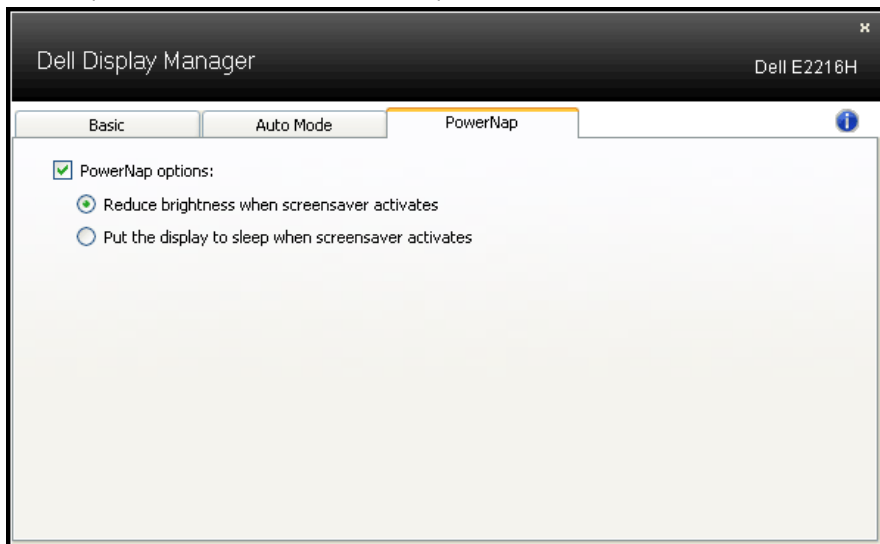 x
Dell Display Manager
Dell E2216H
Basic Auto Mode PowerNap i
PowerNap options:
Reduce brightness when screensaver activates
Put the display to sleep when screensaver activates